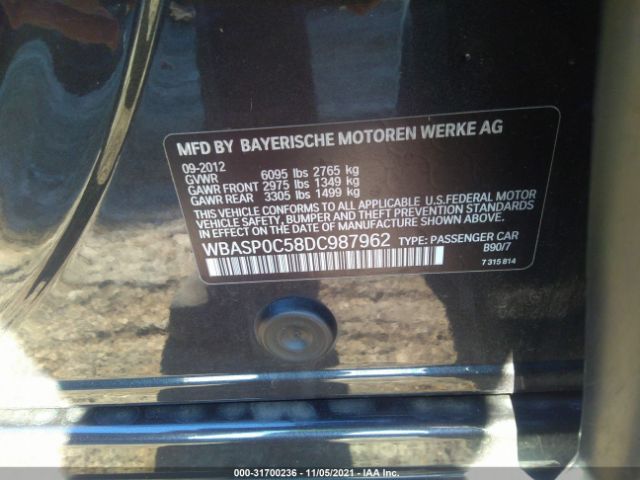 MFD BY BAYERISCHE MOTOREN WERKE AG
09-2012
GVWR 6095 lbs 2765 kg
GAWR FRONT 2975 lbs 1349 kg
GAWR REAR 3305 lbs 1499 kg
THIS VEHICLE CONFORMS TO ALL APPLICABLE U.S.FEDERAL MOTOR
VEHICLE SAFETY, BUMPER AND THEFT PREVENTION STANDARDS
IN EFFECT ON THE DATE OF MANUFACTURE SHOWN ABOVE.
WBASP0C58DC987962 TYPE: PASSENGER CAR
B90/7
7 315 814
000-31700236 - 11/05/2021 - IAA Inc.